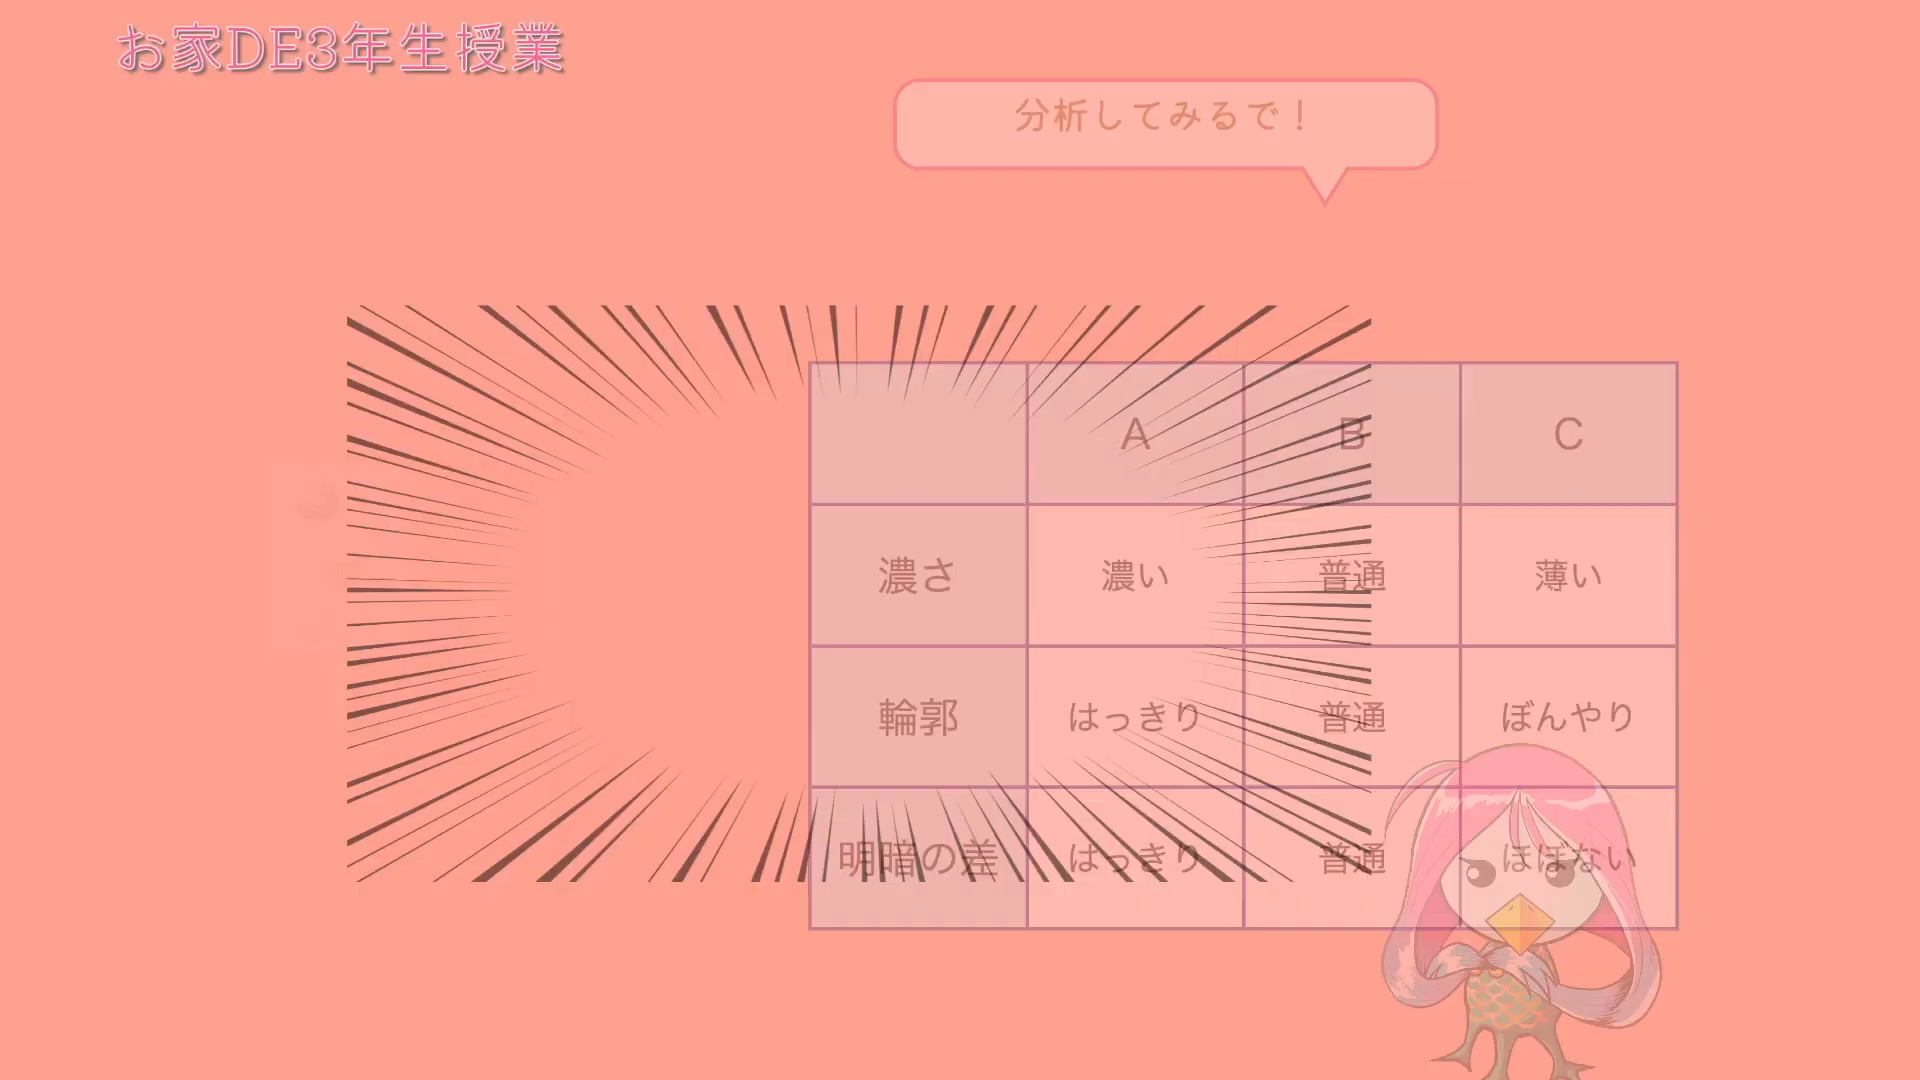 お家DE3年生授業
分析してみるで！
A B C
濃さ 濃い 普通 薄い
輪郭 はっきり 普通 ぼんやり
明暗の差 はっきり 普通 ほぼない